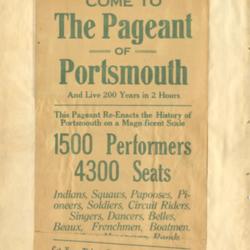 COME TO
The Pageant
OF
Portsmouth
And Live 200 Years in 2 Hours
This Pageant Re-Enacts the History of
Portsmouth on a Magnificent Scale
1500 Performers
4300 Seats
Indians, Squaws, Papooses, Pi-
oneers, Soldiers, Circuit Riders,
Singers, Dancers, Belles,
Beaux, Frenchmen, Boatmen,
Bands